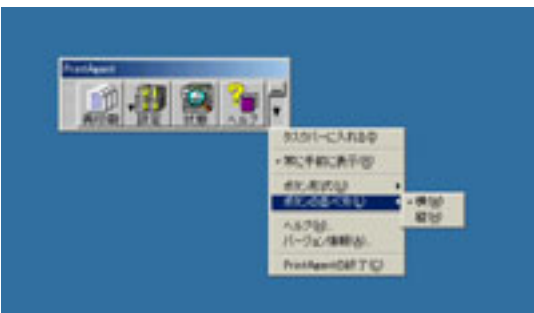 PrintAgent
再印刷 設定 状態 ヘルプ
タスクバーに入れる
常に手前に表示
ボタン形式(L)
ボタンの並べ方(L)
横(W)
縦(H)
ヘルプ(H)...
バージョン情報(A)...
PrintAgentの終了(C)